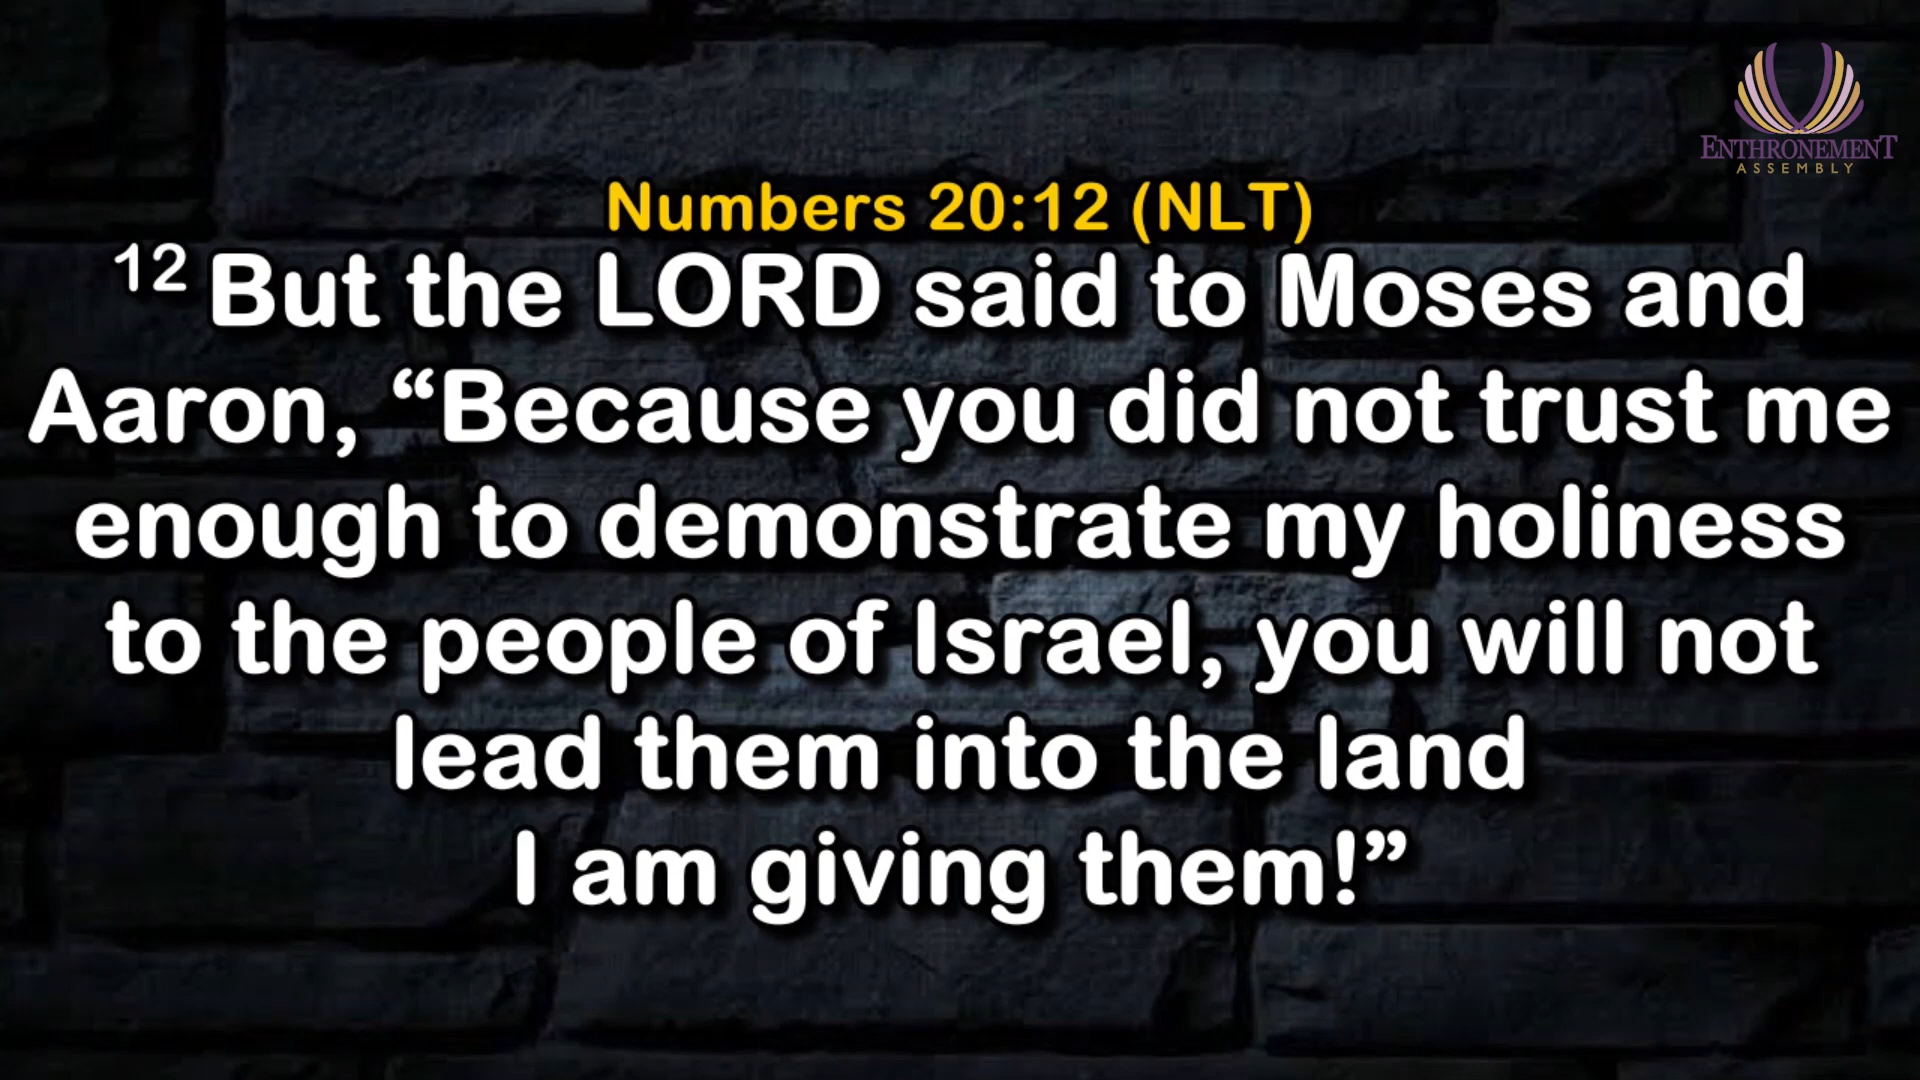 ENTHRONEMENT
ASSEMBLY
Numbers 20:12 (NLT)
12 But the LORD said to Moses and
Aaron, “Because you did not trust me
enough to demonstrate my holiness
to the people of Israel, you will not
lead them into the land
I am giving them!”